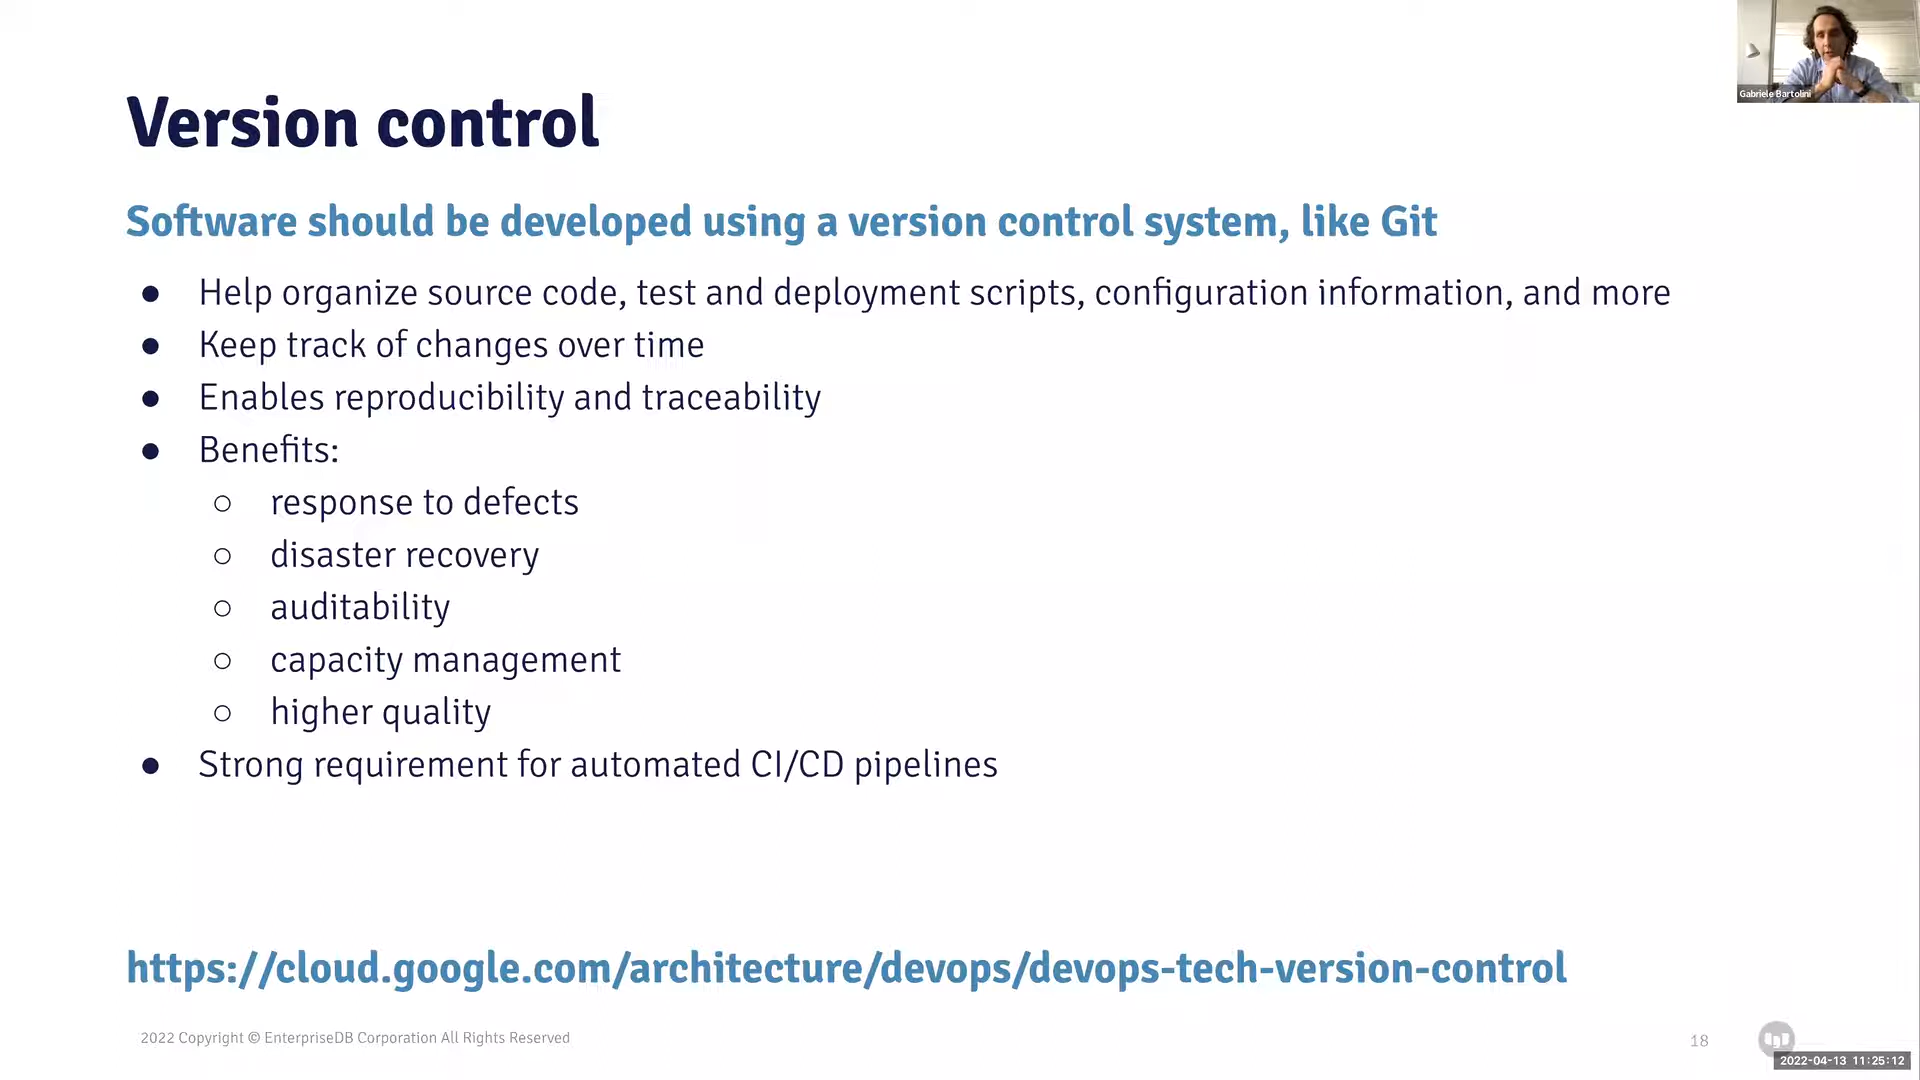 Gabriele Bartolini
Version control
Software should be developed using a version control system, like Git
● Help organize source code, test and deployment scripts, configuration information, and more
● Keep track of changes over time
● Enables reproducibility and traceability
● Benefits:
○ response to defects
○ disaster recovery
○ auditability
○ capacity management
○ higher quality
● Strong requirement for automated CI/CD pipelines
https://cloud.google.com/architecture/devops/devops-tech-version-control
2022 Copyright © EnterpriseDB Corporation All Rights Reserved
18
2022-04-13 11:25:12